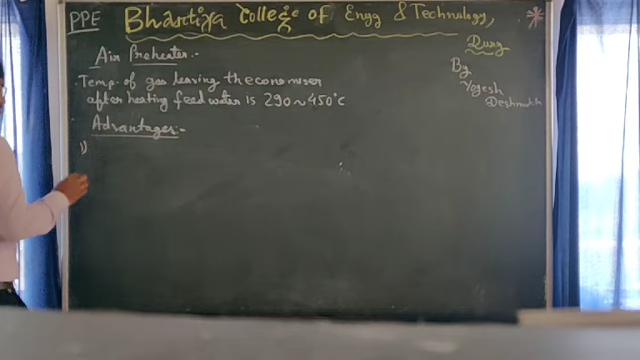 PPE
Bhartiya College of Engg & Technology,
Durg
By
Yogesh
Deshmukh
Air Preheater:-
Temp. of gas leaving the economiser
after heating feed water is 290~450°C
Advantages:-
1)